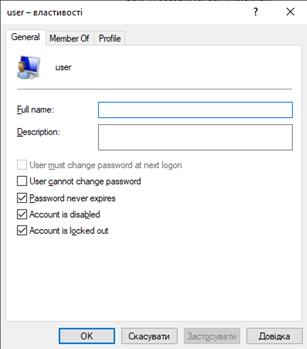 user – властивості
General Member Of Profile
user
Full name:
Description:
User must change password at next logon
User cannot change password
Password never expires
Account is disabled
Account is locked out
OK Скасувати Застосувати Довідка